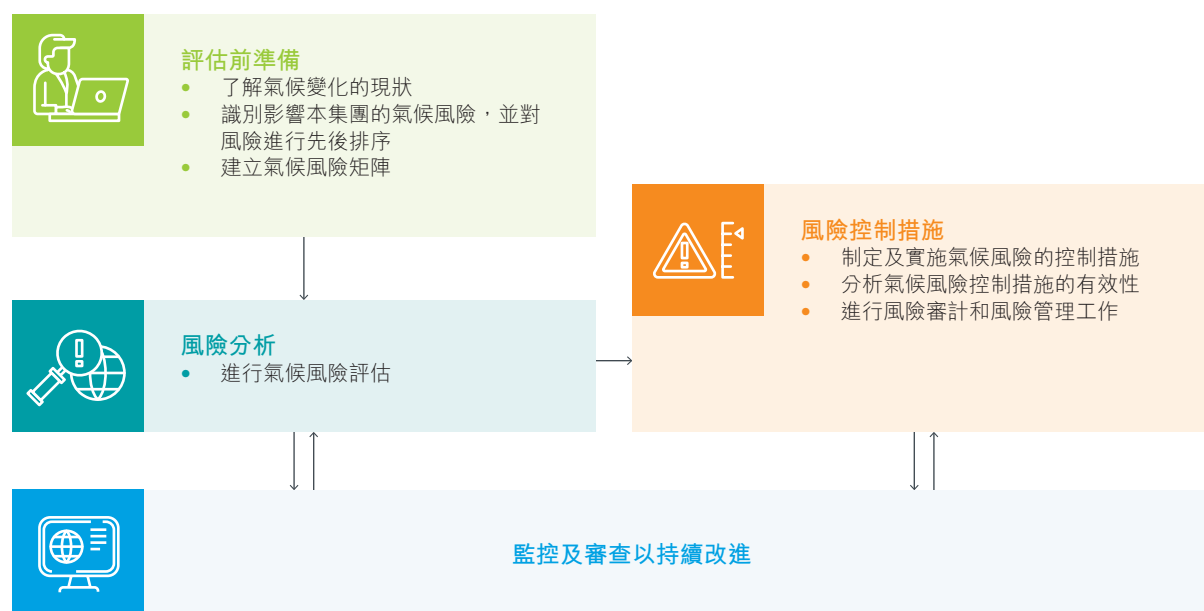 評估前準備
• 了解氣候變化的現狀
• 識別影響本集團的氣候風險，並對
風險進行先後排序
• 建立氣候風險矩陣
風險分析
• 進行氣候風險評估
風險控制措施
• 制定及實施氣候風險的控制措施
• 分析氣候風險控制措施的有效性
• 進行風險審計和風險管理工作
監控及審查以持續改進